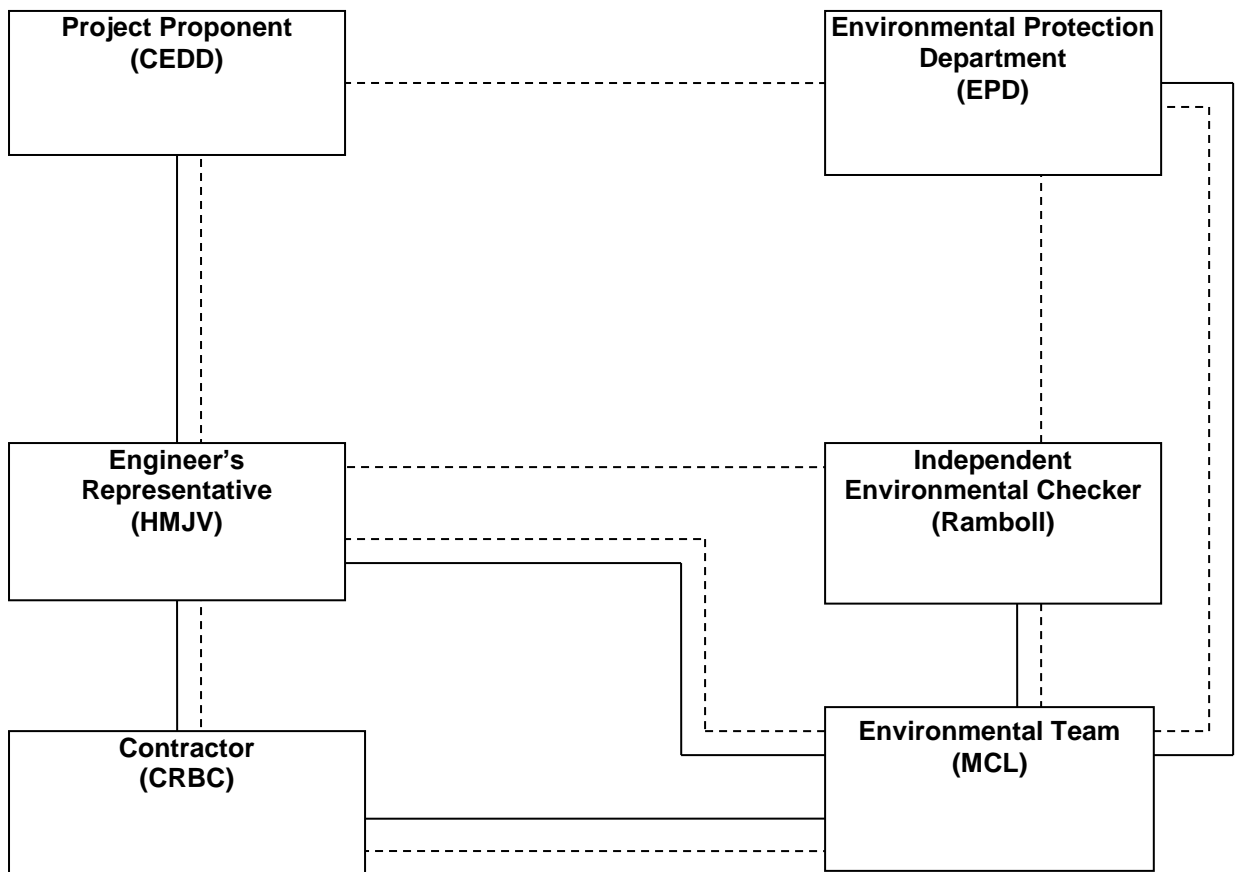 Project Proponent
(CEDD)
Environmental Protection
Department
(EPD)
Engineer’s
Representative
(HMJV)
Independent
Environmental Checker
(Ramboll)
Contractor
(CRBC)
Environmental Team
(MCL)